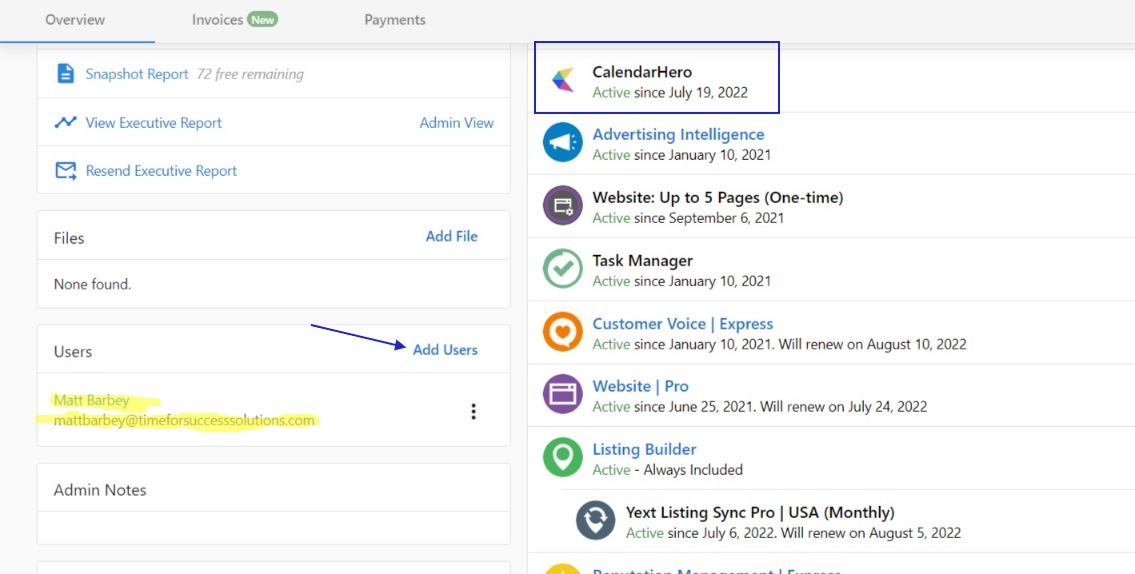 Overview
Invoices New
Payments
Snapshot Report 72 free remaining
View Executive Report Admin View
Resend Executive Report
Files Add File
None found.
Users Add Users
Matt Barbey
mattbarbey@timeforsuccesssolutions.com
Admin Notes
CalendarHero
Active since July 19, 2022
Advertising Intelligence
Active since January 10, 2021
Website: Up to 5 Pages (One-time)
Active since September 6, 2021
Task Manager
Active since January 10, 2021
Customer Voice | Express
Active since January 10, 2021. Will renew on August 10, 2022
Website | Pro
Active since June 25, 2021. Will renew on July 24, 2022
Listing Builder
Active - Always Included
Yext Listing Sync Pro | USA (Monthly)
Active since July 6, 2022. Will renew on August 5, 2022
Reputation Management | Express